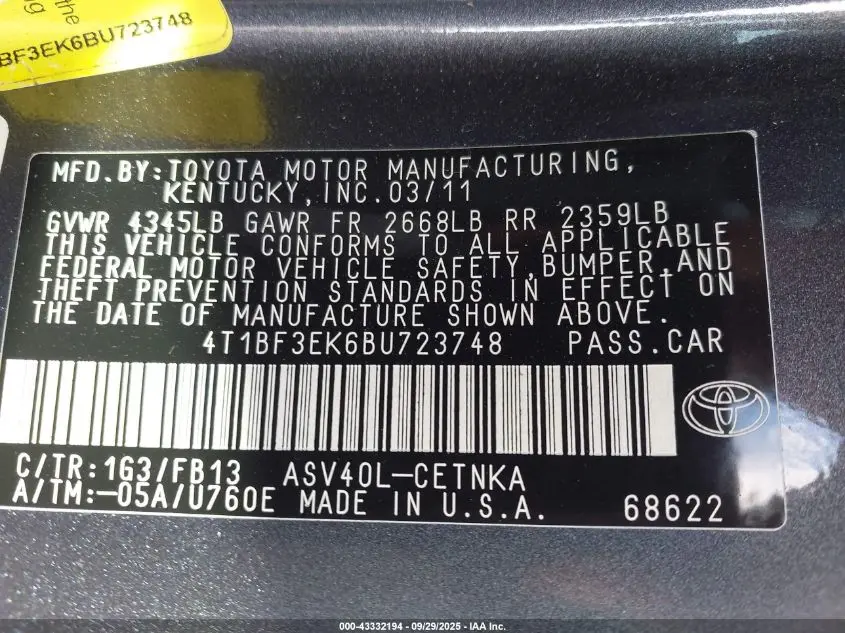 the
ng
BF3EK6BU723748
MFD.BY:TOYOTA MOTOR MANUFACTURING,
KENTUCKY,INC.03/11
GVWR 4345LB GAWR FR 2668LB RR 2359LB
THIS VEHICLE CONFORMS TO ALL APPLICABLE
FEDERAL MOTOR VEHICLE SAFETY,BUMPER,AND
THEFT PREVENTION STANDARDS IN EFFECT ON
THE DATE OF MANUFACTURE SHOWN ABOVE.
4T1BF3EK6BU723748 PASS.CAR
C/TR:1G3/FB13 ASV40L-CETNKA
A/TM:-05A/U760E MADE IN U.S.A. 68622
000-43332194 - 09/29/2025 - IAA Inc.